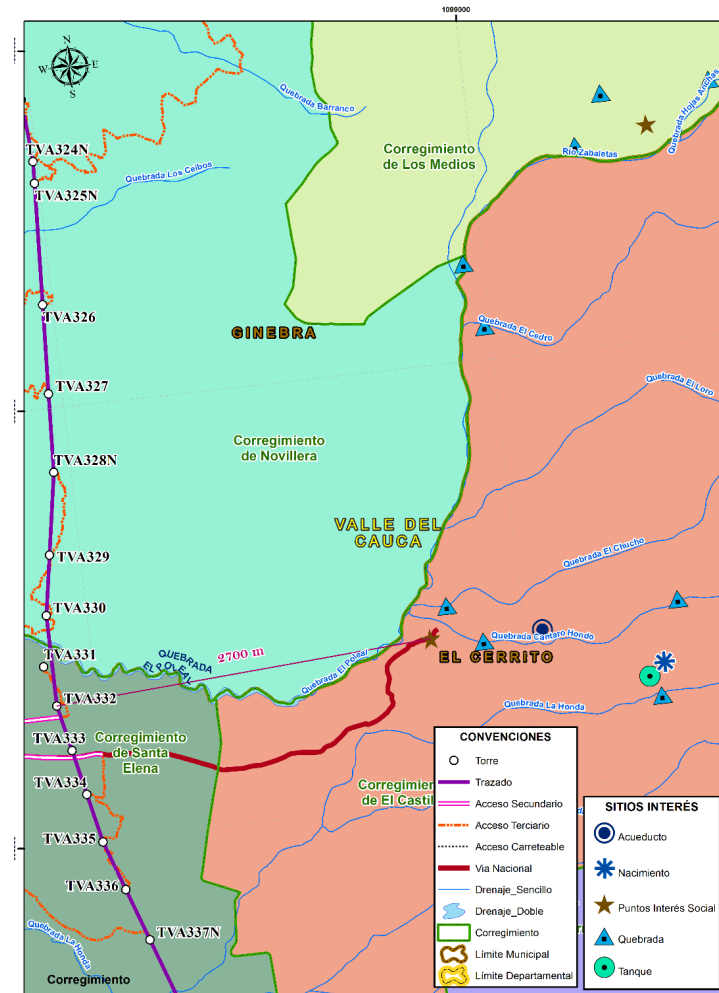 1099000
N
W
E
S
Quebrada Barranco
Quebrada Hojas Anchas
Corregimiento
de Los Medios
Río Zabaletas
TVA324N
Quebrada Los Ceibos
TVA325N
TVA326
GINEBRA
Quebrada El Cedro
TVA327
Quebrada El Loro
Corregimiento
de Novillera
TVA328N
VALLE DEL
CAUCA
TVA329
Quebrada El Chucho
TVA330
Quebrada Cantaro Hondo
QUEBRADA
EL POLEAL
2700 m
EL CERRITO
TVA331
Quebrada El Poleal
TVA332
Quebrada La Honda
TVA333
Corregimiento
de Santa
Elena
TVA334
Corregimien
de El Castil
TVA335
TVA336
TVA337N
Quebrada La Honda
Corregimiento
CONVENCIONES
Torre
Trazado
Acceso Secundario
Acceso Terciario
Acceso Carreteable
Via Nacional
Drenaje_Sencillo
Drenaje_Doble
Corregimiento
Límite Municipal
Límite Departamental
SITIOS INTERÉS
Acueducto
Nacimiento
Puntos Interés Social
Quebrada
Tanque